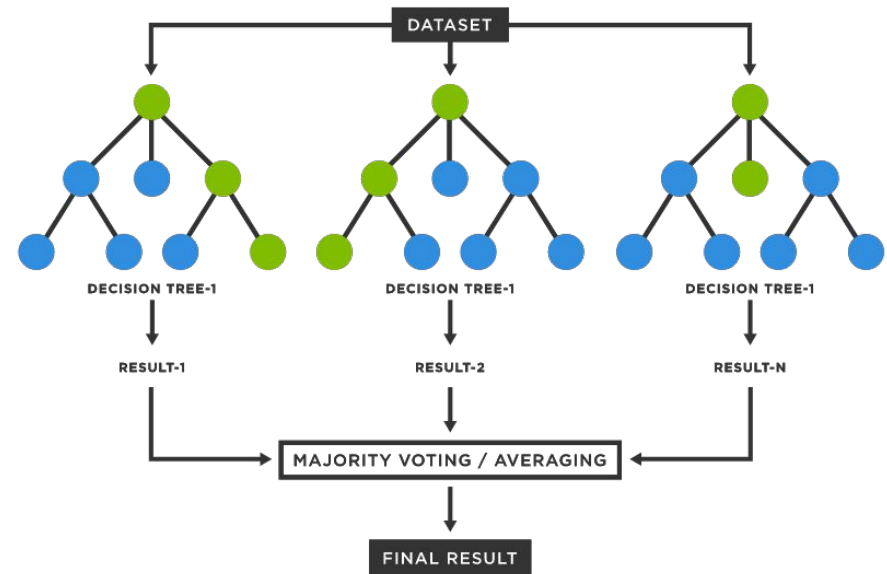 DATASET
DECISION TREE-1
DECISION TREE-1
DECISION TREE-1
RESULT-1
RESULT-2
RESULT-N
MAJORITY VOTING / AVERAGING
FINAL RESULT